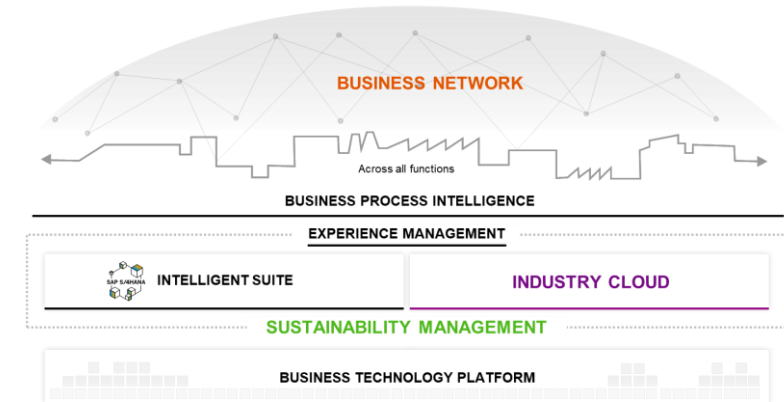 BUSINESS NETWORK
Across all functions
BUSINESS PROCESS INTELLIGENCE
EXPERIENCE MANAGEMENT
SAP S/4HANA
INTELLIGENT SUITE
INDUSTRY CLOUD
SUSTAINABILITY MANAGEMENT
BUSINESS TECHNOLOGY PLATFORM